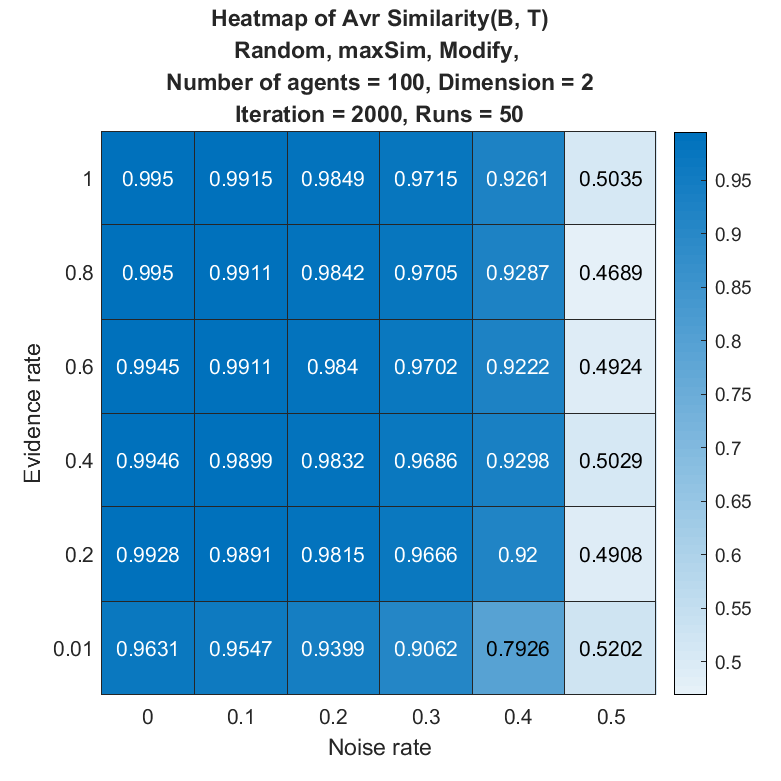 Heatmap of Avr Similarity(B, T)
Random, maxSim, Modify,
Number of agents = 100, Dimension = 2
Iteration = 2000, Runs = 50
1 0.995 0.9915 0.9849 0.9715 0.9261 0.5035
0.8 0.995 0.9911 0.9842 0.9705 0.9287 0.4689
0.6 0.9945 0.9911 0.984 0.9702 0.9222 0.4924
0.4 0.9946 0.9899 0.9832 0.9686 0.9298 0.5029
0.2 0.9928 0.9891 0.9815 0.9666 0.92 0.4908
0.01 0.9631 0.9547 0.9399 0.9062 0.7926 0.5202
0 0.1 0.2 0.3 0.4 0.5
Noise rate
Evidence rate
0.95
0.9
0.85
0.8
0.75
0.7
0.65
0.6
0.55
0.5